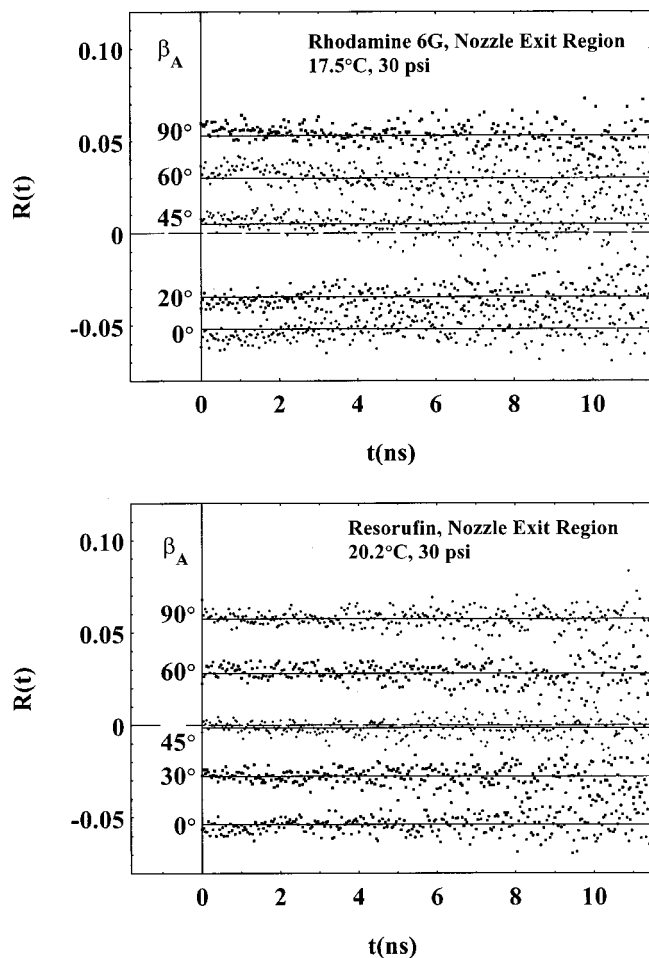 0.10
β_A
Rhodamine 6G, Nozzle Exit Region
17.5°C, 30 psi
90°
0.05
60°
R(t)
45°
0
20°
-0.05
0°
0 2 4 6 8 10
t(ns)
0.10
β_A
Resorufin, Nozzle Exit Region
20.2°C, 30 psi
90°
0.05
60°
R(t)
0
45°
30°
-0.05
0°
0 2 4 6 8 10
t(ns)